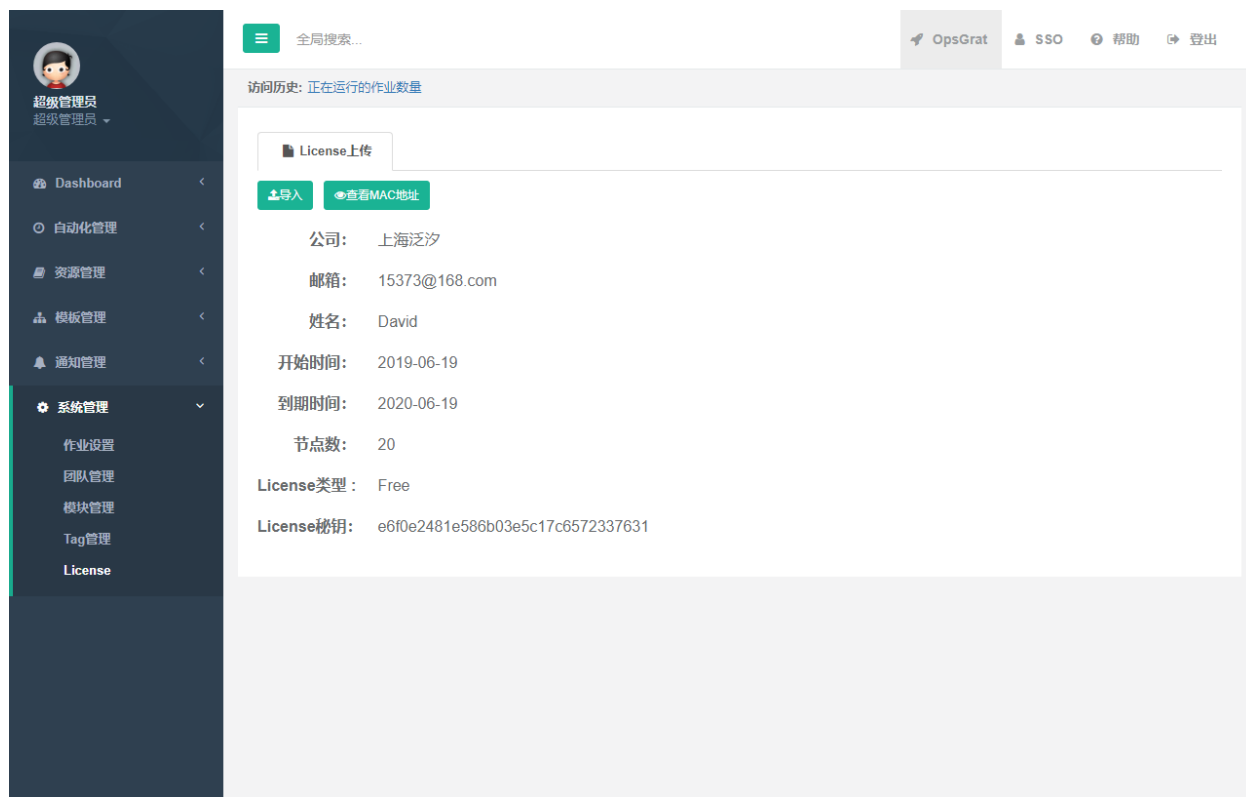 超级管理员
超级管理员
Dashboard
自动化管理
资源管理
模板管理
通知管理
系统管理
作业设置
团队管理
模块管理
Tag管理
License
全局搜索...
OpsGrat
SSO
帮助
登出
访问历史: 正在运行的作业数量
License上传
导入
查看MAC地址
公司: 上海泛汐
邮箱: 15373@168.com
姓名: David
开始时间: 2019-06-19
到期时间: 2020-06-19
节点数: 20
License类型 : Free
License秘钥: e6f0e2481e586b03e5c17c6572337631